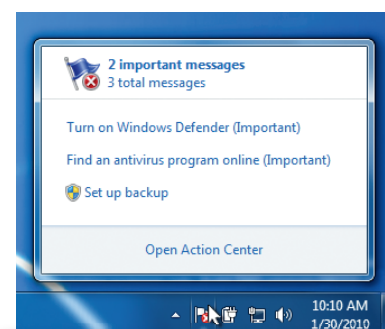 2 important messages
3 total messages
Turn on Windows Defender (Important)
Find an antivirus program online (Important)
Set up backup
Open Action Center
10:10 AM
1/30/2010